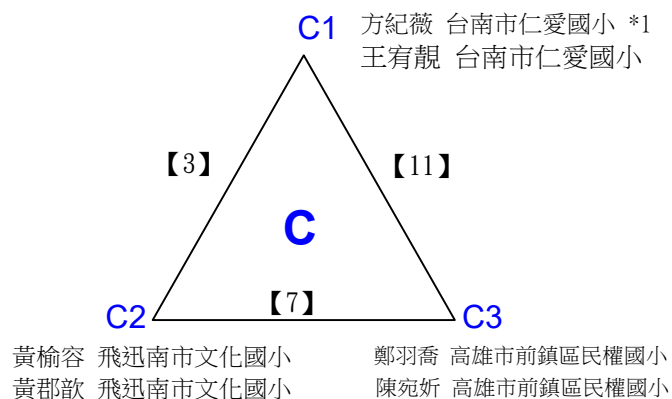 C1
方紀薇 台南市仁愛國小 *1
王宥靚 台南市仁愛國小
【3】
【11】
C
【7】
C2
C3
黃榆容 飛迅南市文化國小
黃郡歆 飛迅南市文化國小
鄭羽喬 高雄市前鎮區民權國小
陳宛妡 高雄市前鎮區民權國小